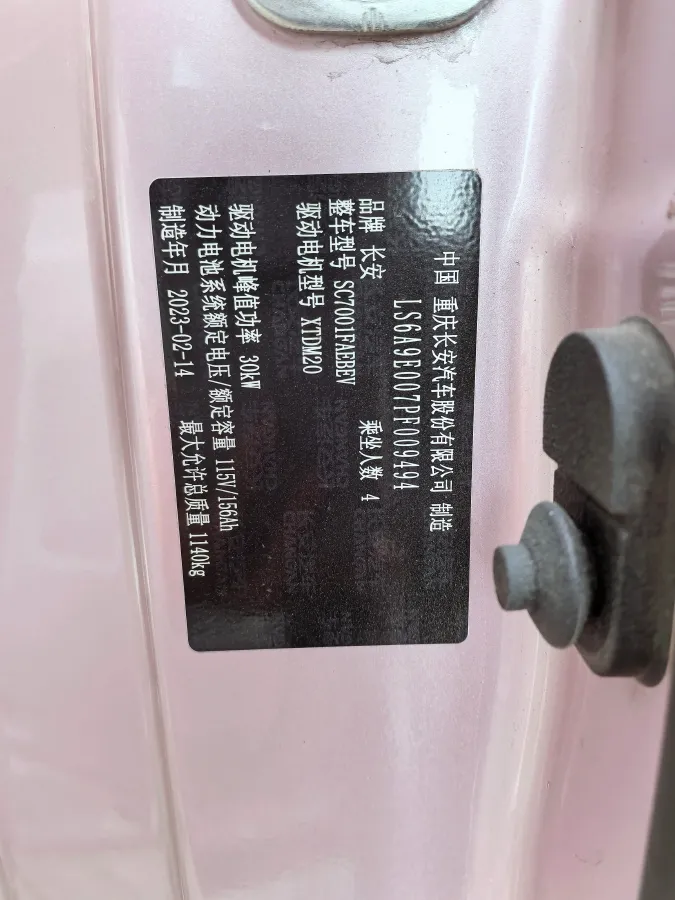 中国 重庆长安汽车股份有限公司 制造
LS6A9E007PF009494
品牌 长安 乘坐人数 4
整车型号 SC7001FAEBEV
驱动电机型号 XTDM20
驱动电机峰值功率 30kW
动力电池系统额定电压/额定容量 115V/156Ah
制造年月 2023-02-14 最大允许总质量 1140kg